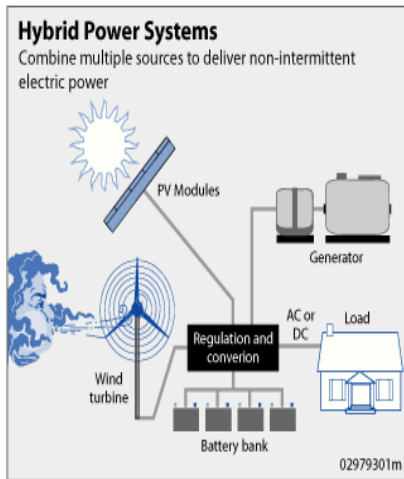 Hybrid Power Systems
Combine multiple sources to deliver non-intermittent
electric power
PV Modules
Generator
AC or
DC
Load
Regulation and
converion
Wind
turbine
Battery bank
02979301m